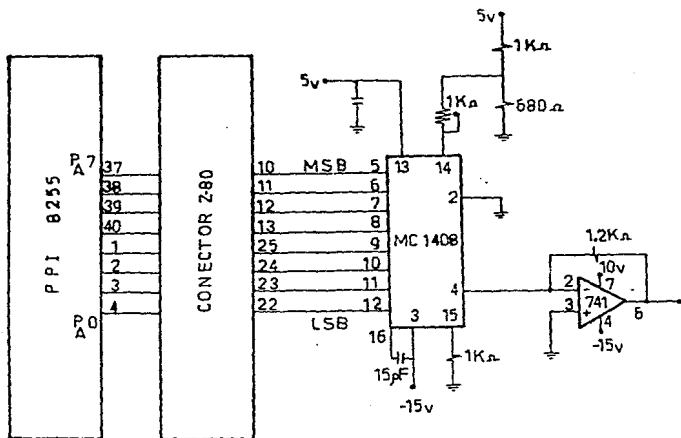 5v
1KΩ
680Ω
1KΩ
5v
PPI 8255
PA7
PA0
37
38
39
40
1
2
3
4
CONECTOR Z-80
10
11
12
13
25
24
23
22
MSB
LSB
5
6
7
8
9
10
11
12
13
14
2
MC 1408
4
16
3
15
15pF
-15v
1KΩ
1.2KΩ
10v
2
7
-
741
3
+
6
4
-15v